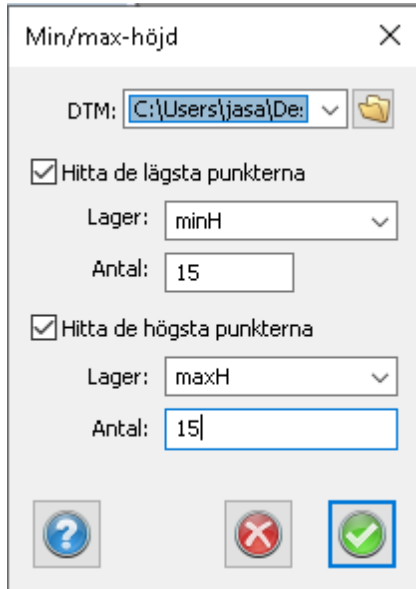 Min/max-höjd
DTM: C:\Users\jasa\De:
Hitta de lägsta punkterna
Lager: minH
Antal: 15
Hitta de högsta punkterna
Lager: maxH
Antal: 15
?